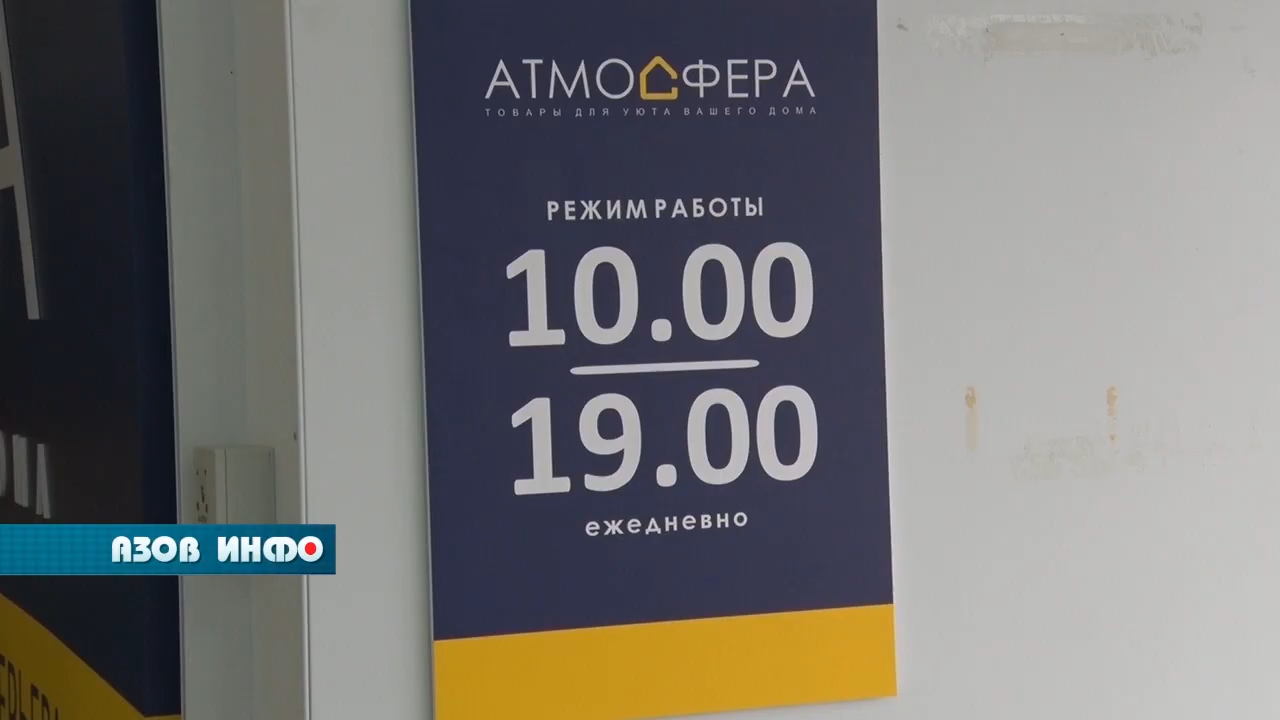 АТМОСФЕРА
ТОВАРЫ ДЛЯ УЮТА ВАШЕГО ДОМА
РЕЖИМ РАБОТЫ
10.00
19.00
ежедневно
АЗОВ ИНФО